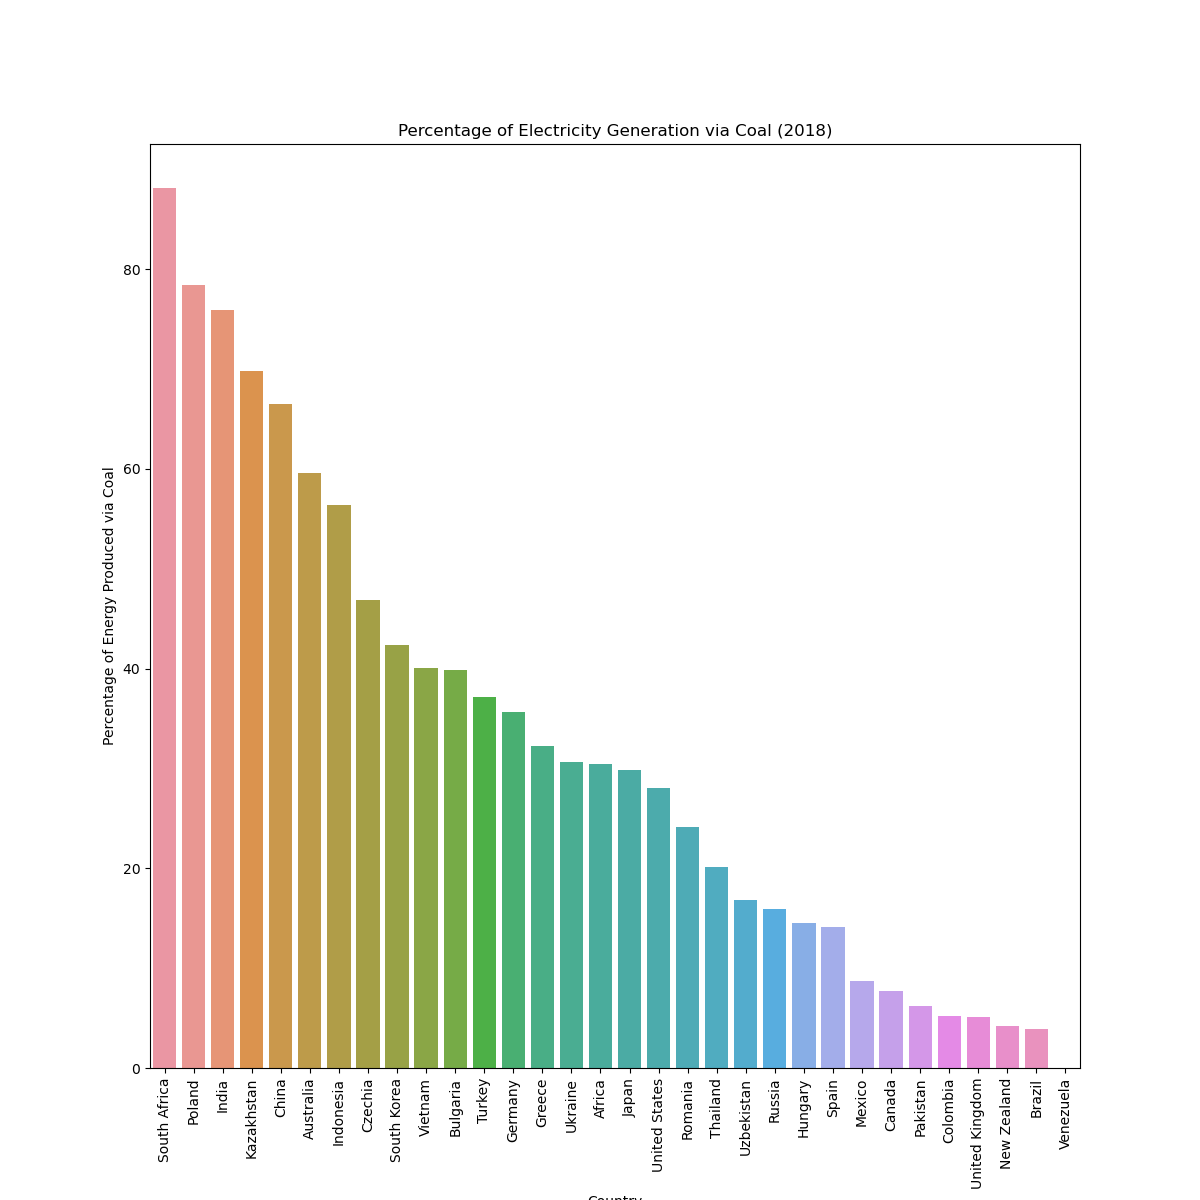 Percentage of Electricity Generation via Coal (2018)
Percentage of Energy Produced via Coal
80
60
40
20
0
South Africa
Poland
India
Kazakhstan
China
Australia
Indonesia
Czechia
South Korea
Vietnam
Bulgaria
Turkey
Germany
Greece
Ukraine
Africa
Japan
United States
Romania
Thailand
Uzbekistan
Russia
Hungary
Spain
Mexico
Canada
Pakistan
Colombia
United Kingdom
New Zealand
Brazil
Venezuela
Country